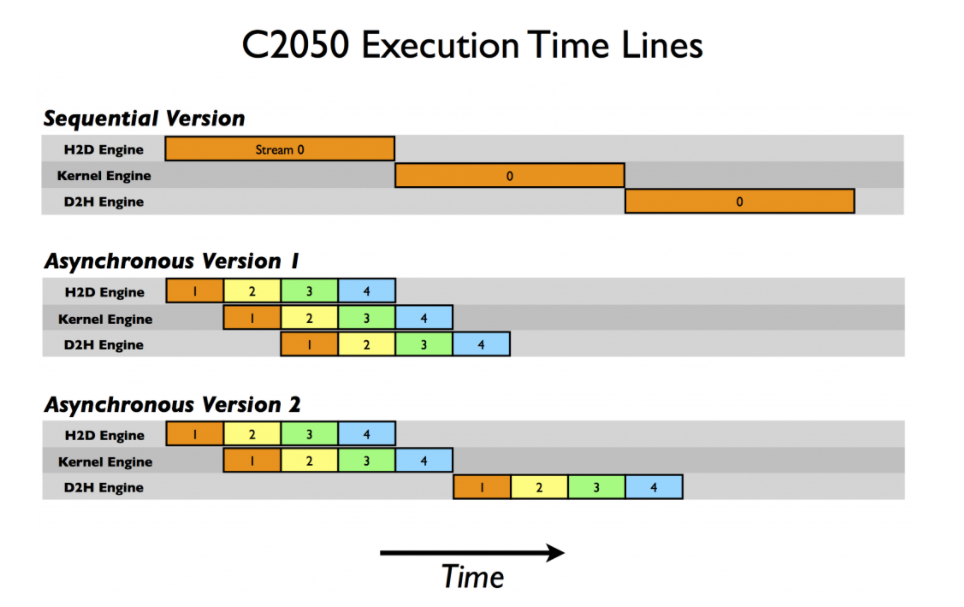 C2050 Execution Time Lines
Sequential Version
H2D Engine Stream 0
Kernel Engine 0
D2H Engine 0
Asynchronous Version 1
H2D Engine 1 2 3 4
Kernel Engine 1 2 3 4
D2H Engine 1 2 3 4
Asynchronous Version 2
H2D Engine 1 2 3 4
Kernel Engine 1 2 3 4
D2H Engine 1 2 3 4
Time